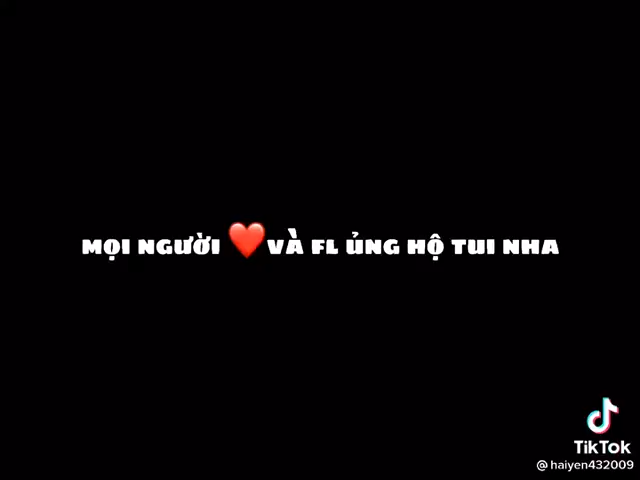 MỌI NGƯỜI ❤️VÀ FL ỦNG HỘ TUI NHA
TikTok
@haiyen432009